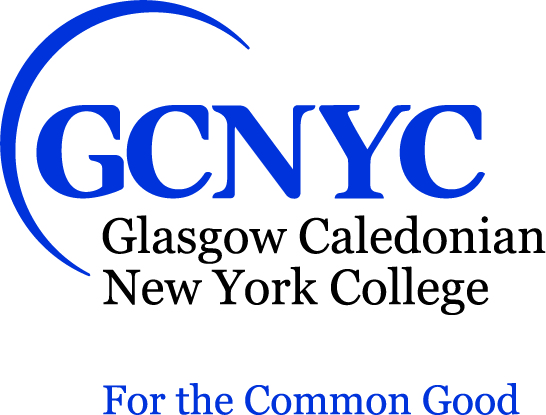 GCNYC
Glasgow Caledonian
New York College
For the Common Good